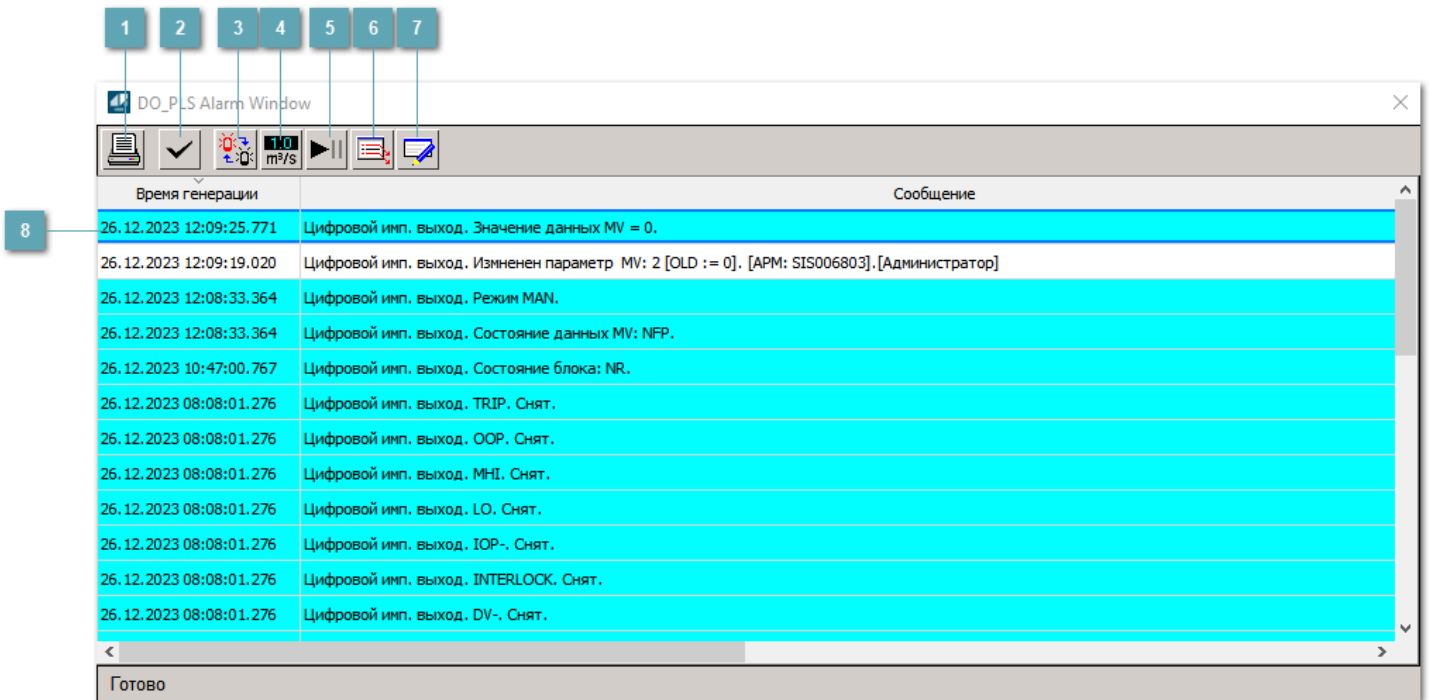 1 2 3 4 5 6 7
DO_PLS Alarm Window
1.0
m³/s
Время генерации Сообщение
8
26.12.2023 12:09:25.771 Цифровой имп. выход. Значение данных MV = 0.
26.12.2023 12:09:19.020 Цифровой имп. выход. Измненен параметр MV: 2 [OLD := 0]. [АРМ: SIS006803].[Администратор]
26.12.2023 12:08:33.364 Цифровой имп. выход. Режим MAN.
26.12.2023 12:08:33.364 Цифровой имп. выход. Состояние данных MV: NFP.
26.12.2023 10:47:00.767 Цифровой имп. выход. Состояние блока: NR.
26.12.2023 08:08:01.276 Цифровой имп. выход. TRIP. Снят.
26.12.2023 08:08:01.276 Цифровой имп. выход. OOP. Снят.
26.12.2023 08:08:01.276 Цифровой имп. выход. MHI. Снят.
26.12.2023 08:08:01.276 Цифровой имп. выход. LO. Снят.
26.12.2023 08:08:01.276 Цифровой имп. выход. IOP-. Снят.
26.12.2023 08:08:01.276 Цифровой имп. выход. INTERLOCK. Снят.
26.12.2023 08:08:01.276 Цифровой имп. выход. DV-. Снят.
Готово